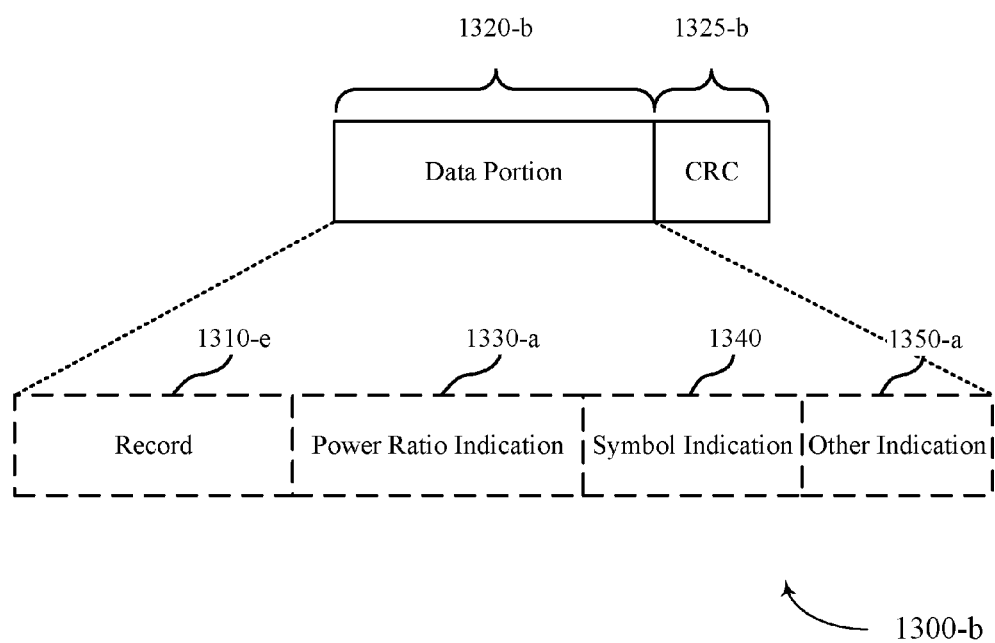 1320-b 1325-b
Data Portion CRC
1310-e 1330-a 1340 1350-a
Record Power Ratio Indication Symbol Indication Other Indication
1300-b